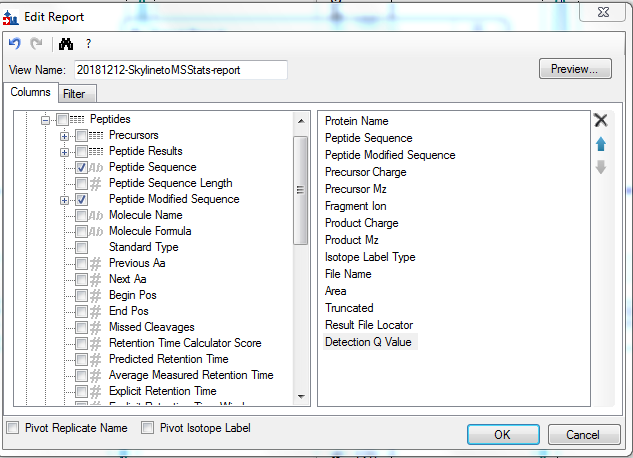 Edit Report
?
View Name: 20181212-SkylinetoMSStats-report
Preview...
Columns
Filter
Peptides
Precursors
Peptide Results
Ab Peptide Sequence
# Peptide Sequence Length
Peptide Modified Sequence
Ab Molecule Name
Ab Molecule Formula
Standard Type
# Previous Aa
# Next Aa
# Begin Pos
# End Pos
# Missed Cleavages
# Retention Time Calculator Score
# Predicted Retention Time
# Average Measured Retention Time
# Explicit Retention Time
Protein Name
Peptide Sequence
Peptide Modified Sequence
Precursor Charge
Precursor Mz
Fragment Ion
Product Charge
Product Mz
Isotope Label Type
File Name
Area
Truncated
Result File Locator
Detection Q Value
Pivot Replicate Name
Pivot Isotope Label
OK
Cancel